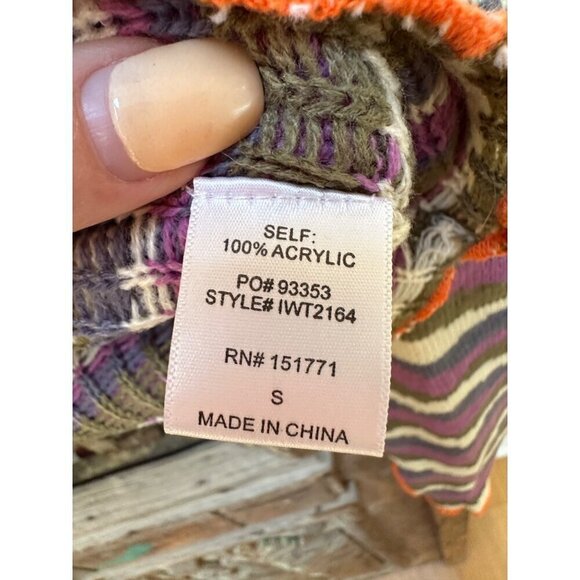 SELF:
100% ACRYLIC
PO# 93353
STYLE# IWT2164
RN# 151771
S
MADE IN CHINA